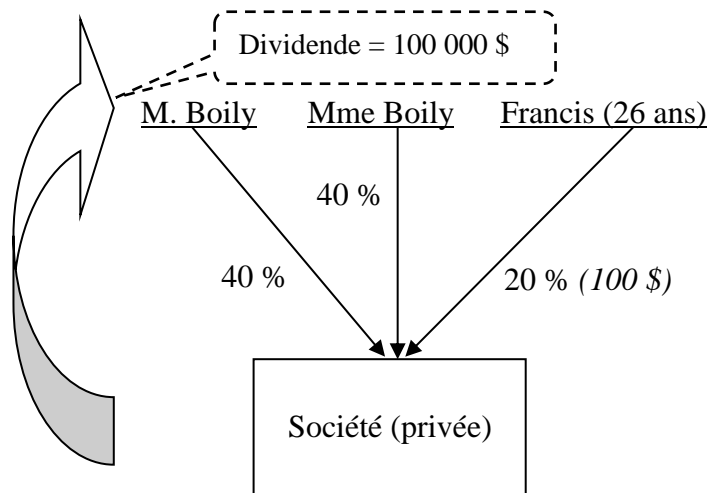 Dividende = 100 000 $
M. Boily Mme Boily Francis (26 ans)
40 %
40 % 20 % (100 $)
Société (privée)